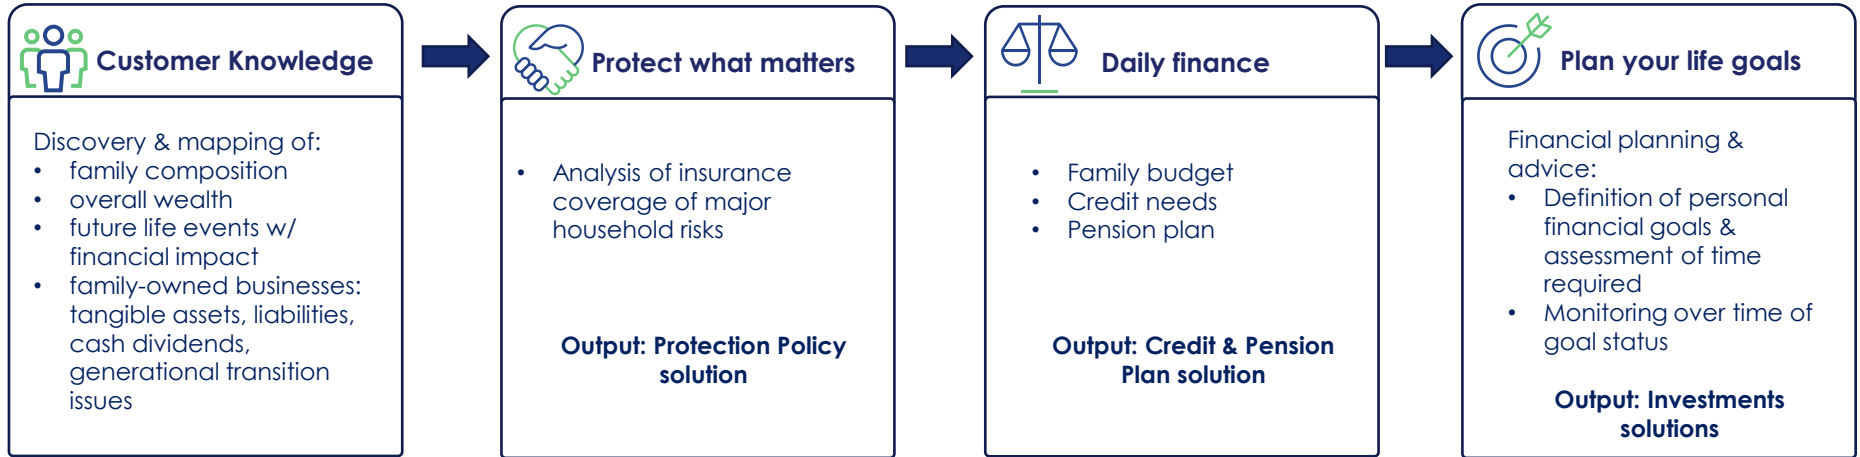 Customer Knowledge
Discovery & mapping of:
• family composition
• overall wealth
• future life events w/
financial impact
• family-owned businesses:
tangible assets, liabilities,
cash dividends,
generational transition
issues
Protect what matters
• Analysis of insurance
coverage of major
household risks
Output: Protection Policy
solution
Daily finance
• Family budget
• Credit needs
• Pension plan
Output: Credit & Pension
Plan solution
Plan your life goals
Financial planning &
advice:
• Definition of personal
financial goals &
assessment of time
required
• Monitoring over time of
goal status
Output: Investments
solutions